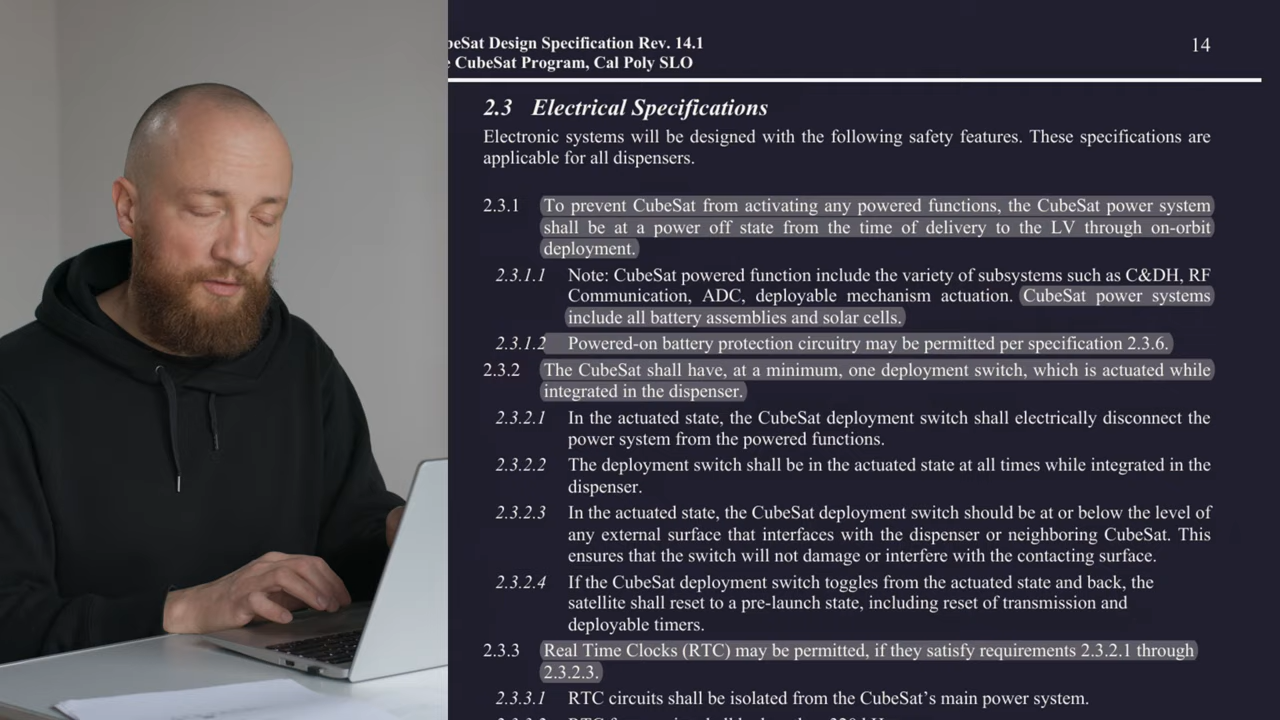 beSat Design Specification Rev. 14.1
CubeSat Program, Cal Poly SLO
14
2.3 Electrical Specifications
Electronic systems will be designed with the following safety features. These specifications are
applicable for all dispensers.
2.3.1 To prevent CubeSat from activating any powered functions, the CubeSat power system
shall be at a power off state from the time of delivery to the LV through on-orbit
deployment.
2.3.1.1 Note: CubeSat powered function include the variety of subsystems such as C&DH, RF
Communication, ADC, deployable mechanism actuation. CubeSat power systems
include all battery assemblies and solar cells.
2.3.1.2 Powered-on battery protection circuitry may be permitted per specification 2.3.6.
2.3.2 The CubeSat shall have, at a minimum, one deployment switch, which is actuated while
integrated in the dispenser.
2.3.2.1 In the actuated state, the CubeSat deployment switch shall electrically disconnect the
power system from the powered functions.
2.3.2.2 The deployment switch shall be in the actuated state at all times while integrated in the
dispenser.
2.3.2.3 In the actuated state, the CubeSat deployment switch should be at or below the level of
any external surface that interfaces with the dispenser or neighboring CubeSat. This
ensures that the switch will not damage or interfere with the contacting surface.
2.3.2.4 If the CubeSat deployment switch toggles from the actuated state and back, the
satellite shall reset to a pre-launch state, including reset of transmission and
deployable timers.
2.3.3 Real Time Clocks (RTC) may be permitted, if they satisfy requirements 2.3.2.1 through
2.3.2.3.
2.3.3.1 RTC circuits shall be isolated from the CubeSat's main power system.